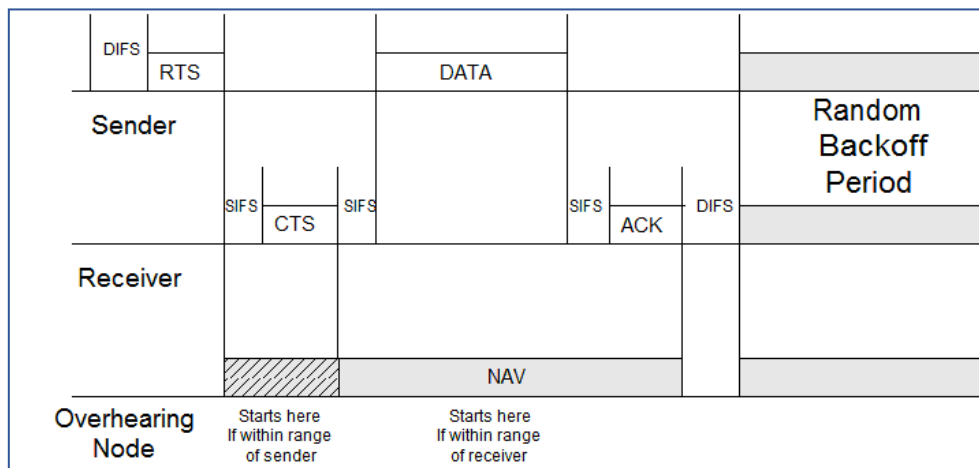 DIFS
RTS
DATA
Sender
Random
Backoff
Period
SIFS
CTS
SIFS
SIFS
ACK
DIFS
Receiver
NAV
Overhearing
Node
Starts here
If within range
of sender
Starts here
If within range
of receiver